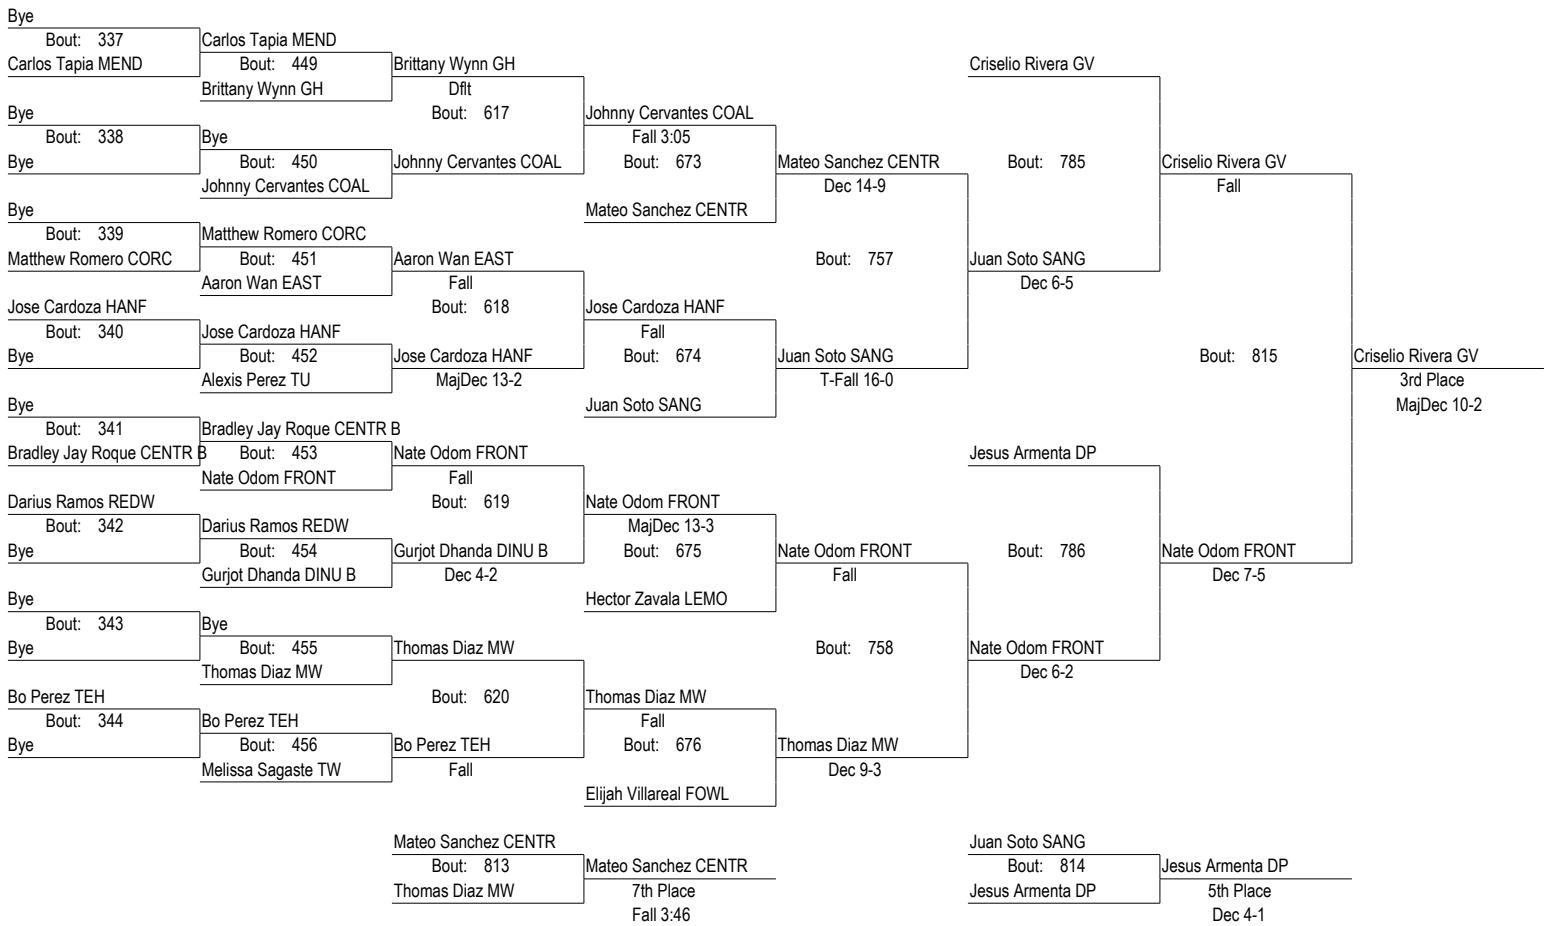 Bye
Bout: 337
Carlos Tapia MEND
Carlos Tapia MEND
Bout: 449
Brittany Wynn GH
Brittany Wynn GH
Dflt
Bout: 617
Criselio Rivera GV
Bye
Bout: 338
Bye
Bye
Bout: 450
Johnny Cervantes COAL
Johnny Cervantes COAL
Johnny Cervantes COAL
Fall 3:05
Bout: 673
Mateo Sanchez CENTR
Mateo Sanchez CENTR
Dec 14-9
Bout: 785
Criselio Rivera GV
Fall
Bye
Bout: 339
Matthew Romero CORC
Matthew Romero CORC
Bout: 451
Aaron Wan EAST
Aaron Wan EAST
Fall
Bout: 618
Bout: 757
Juan Soto SANG
Dec 6-5
Jose Cardoza HANF
Bout: 340
Bye
Jose Cardoza HANF
Bout: 452
Alexis Perez TU
Jose Cardoza HANF
MajDec 13-2
Jose Cardoza HANF
Fall
Bout: 674
Juan Soto SANG
Juan Soto SANG
T-Fall 16-0
Bout: 815
Criselio Rivera GV
3rd Place
MajDec 10-2
Bye
Bout: 341
Bradley Jay Roque CENTR B
Bradley Jay Roque CENTR B
Bout: 453
Nate Odom FRONT
Nate Odom FRONT
Fall
Bout: 619
Jesus Armenta DP
Darius Ramos REDW
Bout: 342
Bye
Darius Ramos REDW
Bout: 454
Gurjot Dhanda DINU B
Gurjot Dhanda DINU B
Dec 4-2
Nate Odom FRONT
MajDec 13-3
Bout: 675
Hector Zavala LEMO
Nate Odom FRONT
Fall
Bout: 786
Nate Odom FRONT
Dec 7-5
Bye
Bout: 343
Bye
Bye
Bout: 455
Thomas Diaz MW
Thomas Diaz MW
Bout: 620
Bout: 758
Nate Odom FRONT
Dec 6-2
Bo Perez TEH
Bout: 344
Bye
Bo Perez TEH
Bout: 456
Melissa Sagaste TW
Bo Perez TEH
Fall
Thomas Diaz MW
Fall
Bout: 676
Elijah Villareal FOWL
Thomas Diaz MW
Dec 9-3
Mateo Sanchez CENTR
Bout: 813
Thomas Diaz MW
Mateo Sanchez CENTR
7th Place
Fall 3:46
Juan Soto SANG
Bout: 814
Jesus Armenta DP
Jesus Armenta DP
5th Place
Dec 4-1